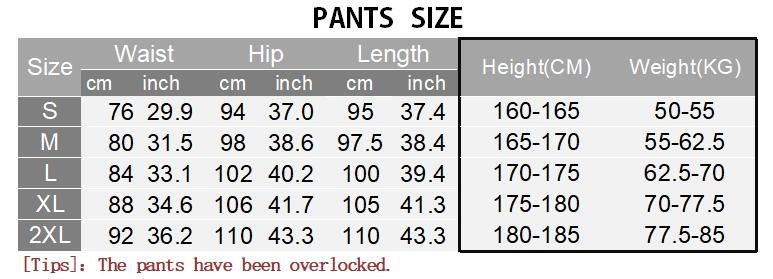 PANTS SIZE
Size Waist Hip Length Height(CM) Weight(KG)
cm inch cm inch cm inch
S 76 29.9 94 37.0 95 37.4 160-165 50-55
M 80 31.5 98 38.6 97.5 38.4 165-170 55-62.5
L 84 33.1 102 40.2 100 39.4 170-175 62.5-70
XL 88 34.6 106 41.7 105 41.3 175-180 70-77.5
2XL 92 36.2 110 43.3 110 43.3 180-185 77.5-85
[Tips]: The pants have been overlocked.